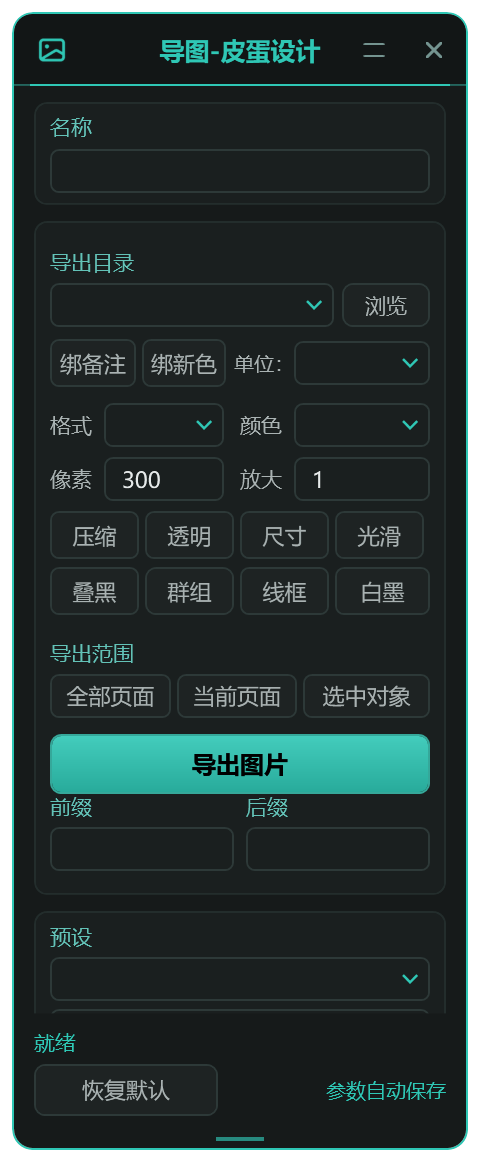 导图-皮蛋设计
名称
导出目录
浏览
绑备注 绑新色 单位:
格式 颜色
像素 300 放大 1
压缩 透明 尺寸 光滑
叠黑 群组 线框 白墨
导出范围
全部页面 当前页面 选中对象
导出图片
前缀 后缀
预设
就绪
恢复默认 参数自动保存